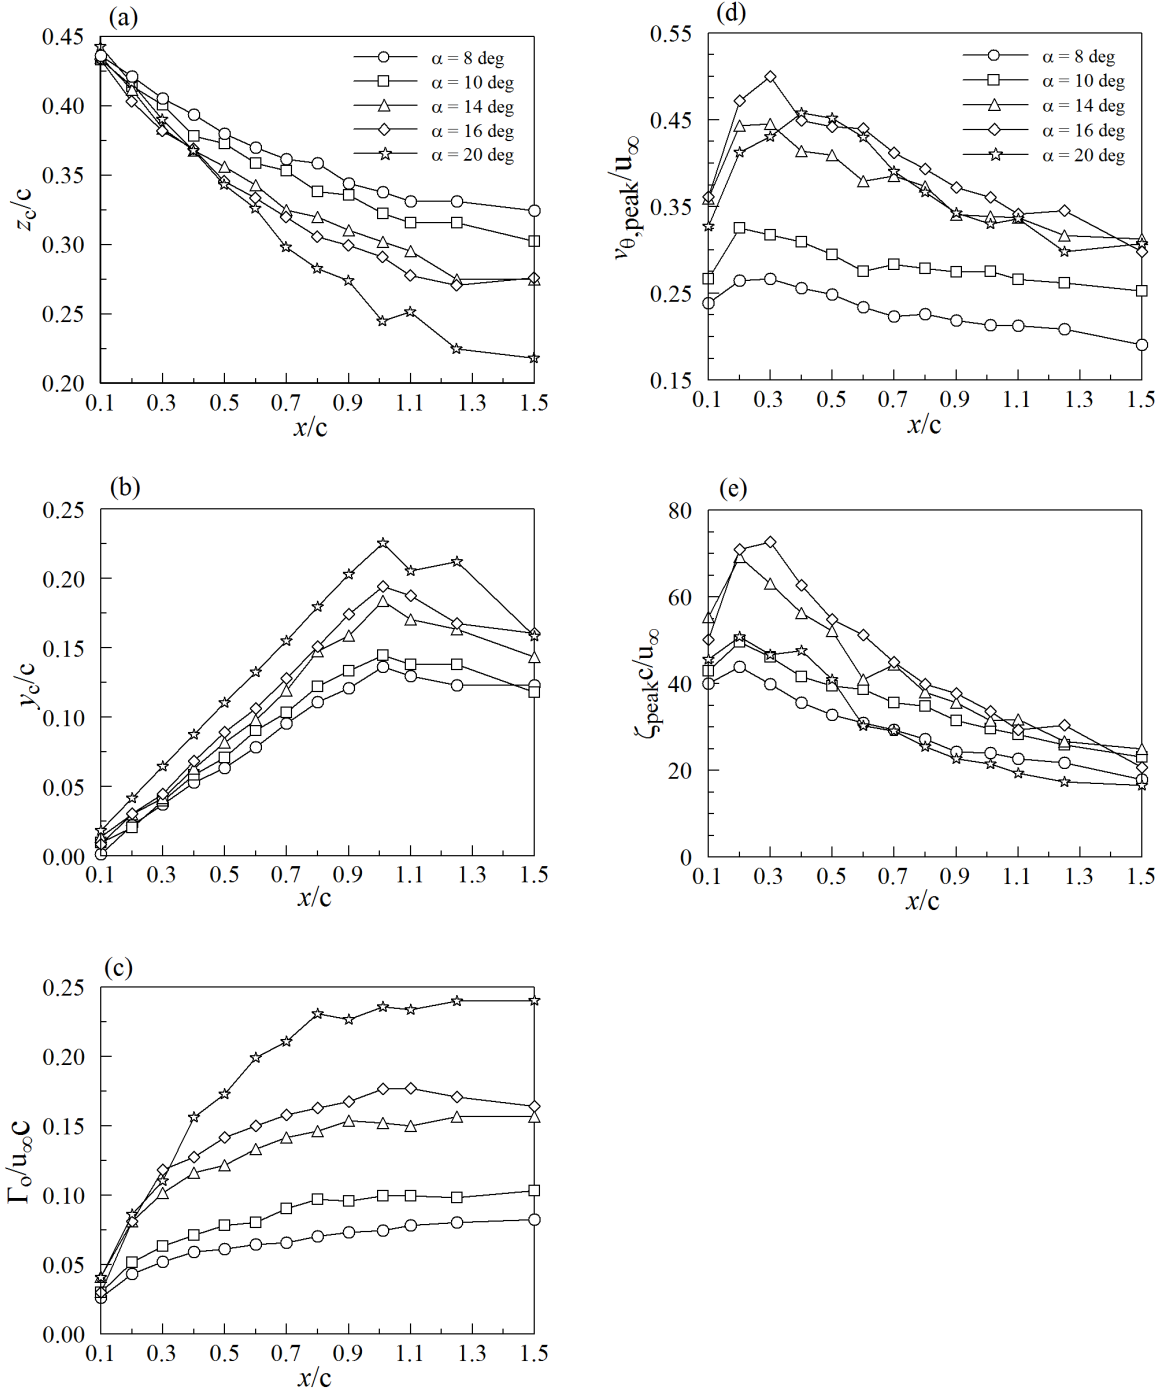 (a)
0.45
0.40
0.35
0.30
0.25
0.20
z_c/c
α = 8 deg
α = 10 deg
α = 14 deg
α = 16 deg
α = 20 deg
0.1 0.3 0.5 0.7 0.9 1.1 1.3 1.5
x/c
(d)
0.55
0.45
0.35
0.25
0.15
v_θ,peak/u_∞
α = 8 deg
α = 10 deg
α = 14 deg
α = 16 deg
α = 20 deg
0.1 0.3 0.5 0.7 0.9 1.1 1.3 1.5
x/c
(b)
0.25
0.20
0.15
0.10
0.05
0.00
y_c/c
0.1 0.3 0.5 0.7 0.9 1.1 1.3 1.5
x/c
(e)
80
60
40
20
0
ζ_peak c/u_∞
0.1 0.3 0.5 0.7 0.9 1.1 1.3 1.5
x/c
(c)
0.25
0.20
0.15
0.10
0.05
0.00
Γ_o/u_∞c
0.1 0.3 0.5 0.7 0.9 1.1 1.3 1.5
x/c